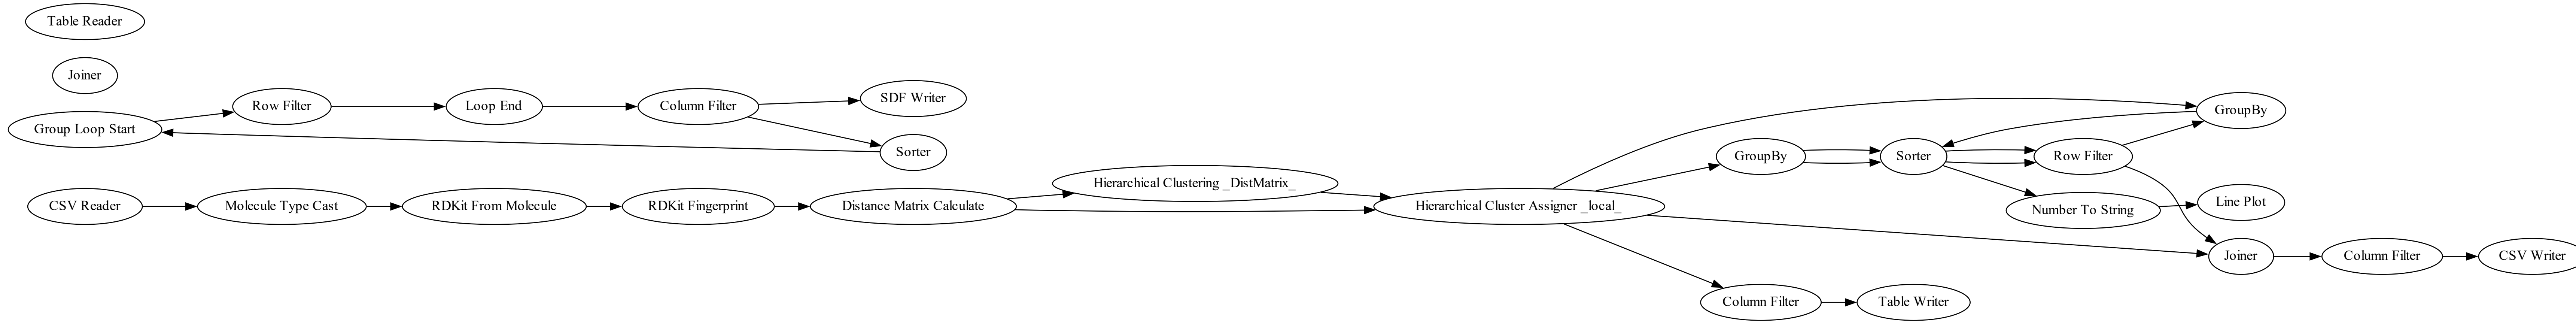 Table Reader
Joiner
Group Loop Start
Row Filter
Loop End
Column Filter
SDF Writer
Sorter
CSV Reader
Molecule Type Cast
RDKit From Molecule
RDKit Fingerprint
Distance Matrix Calculate
Hierarchical Clustering _DistMatrix_
Hierarchical Cluster Assigner _local_
GroupBy
Sorter
Row Filter
GroupBy
Number To String
Line Plot
Joiner
Column Filter
CSV Writer
Column Filter
Table Writer